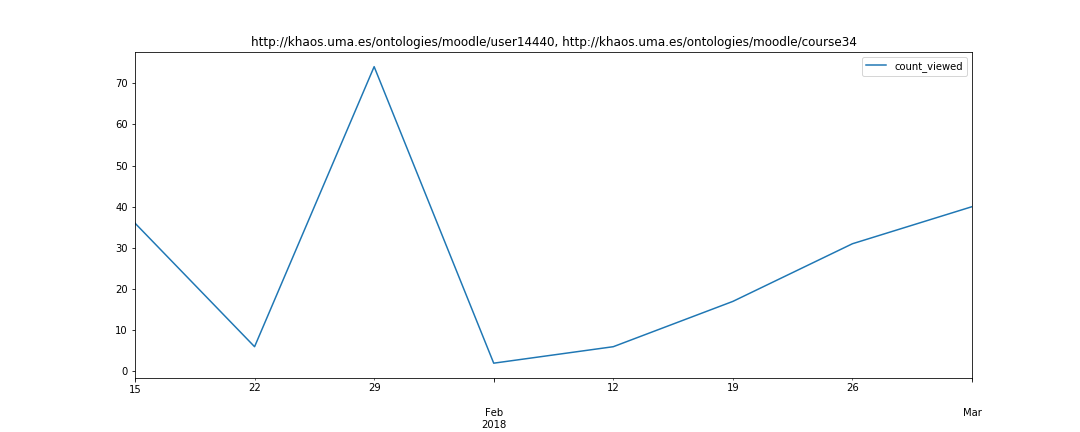 http://khaos.uma.es/ontologies/moodle/user14440, http://khaos.uma.es/ontologies/moodle/course34
count_viewed
70
60
50
40
30
20
10
0
15 22 29 12 19 26
Feb Mar
2018